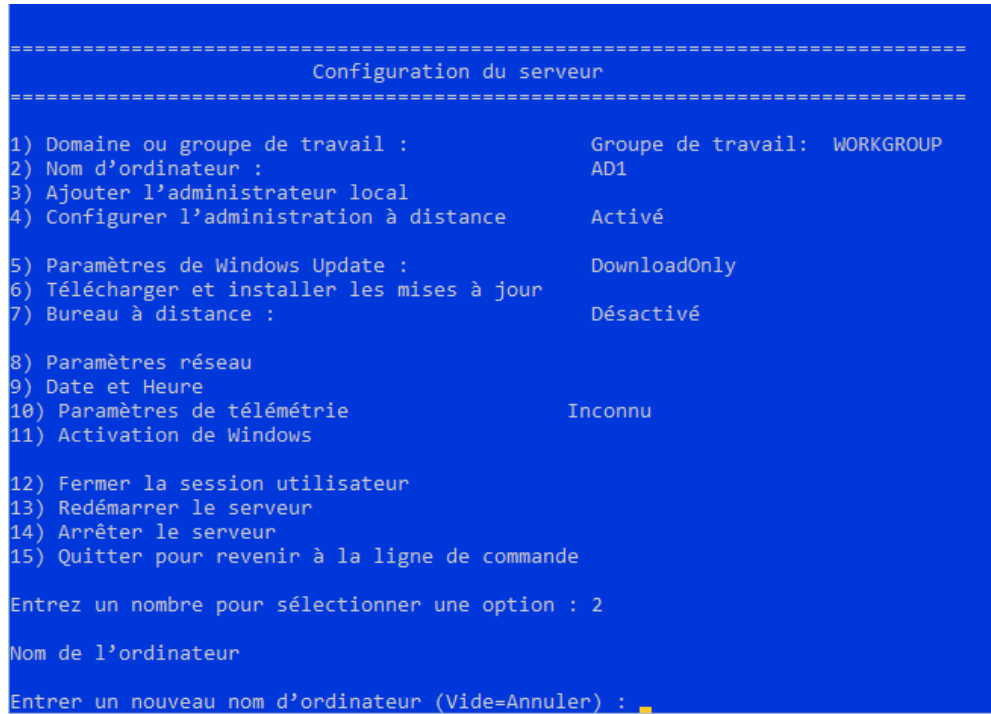 ===============================================================================
Configuration du serveur
===============================================================================
1) Domaine ou groupe de travail : Groupe de travail: WORKGROUP
2) Nom d’ordinateur : AD1
3) Ajouter l’administrateur local
4) Configurer l’administration à distance Activé
5) Paramètres de Windows Update : DownloadOnly
6) Télécharger et installer les mises à jour
7) Bureau à distance : Désactivé
8) Paramètres réseau
9) Date et Heure
10) Paramètres de télémétrie Inconnu
11) Activation de Windows
12) Fermer la session utilisateur
13) Redémarrer le serveur
14) Arrêter le serveur
15) Quitter pour revenir à la ligne de commande
Entrez un nombre pour sélectionner une option : 2
Nom de l’ordinateur
Entrer un nouveau nom d’ordinateur (Vide=Annuler) :